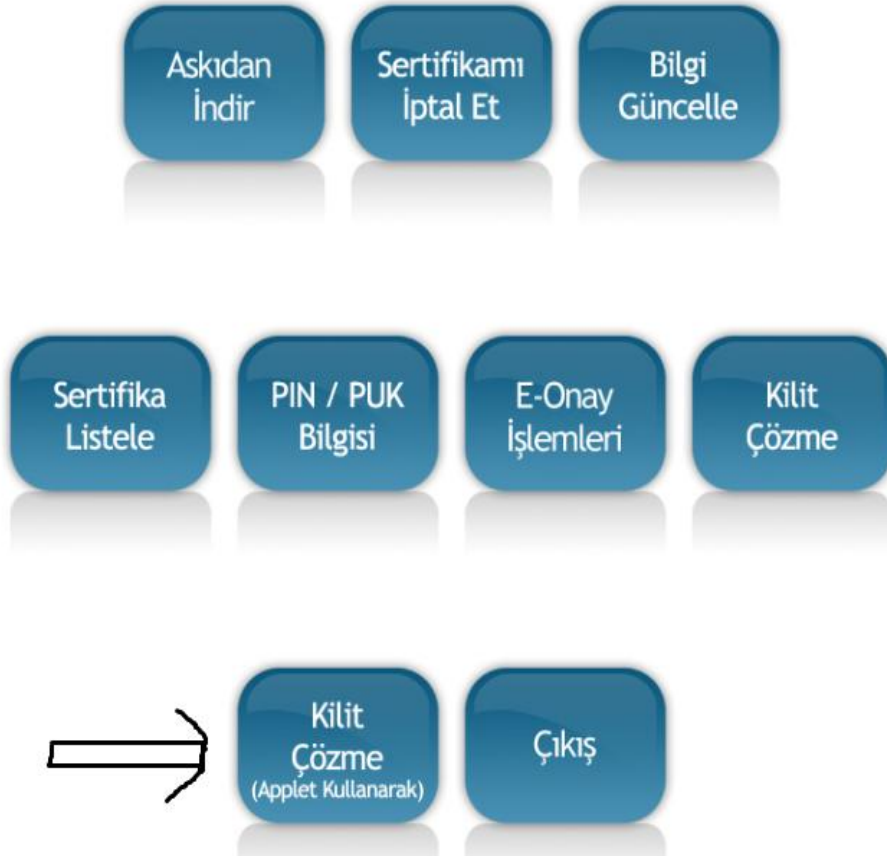 Askıdan
İndir
Sertifikamı
İptal Et
Bilgi
Güncelle
Sertifika
Listele
PIN / PUK
Bilgisi
E-Onay
İşlemleri
Kilit
Çözme
Kilit
Çözme
(Applet Kullanarak)
Çıkış